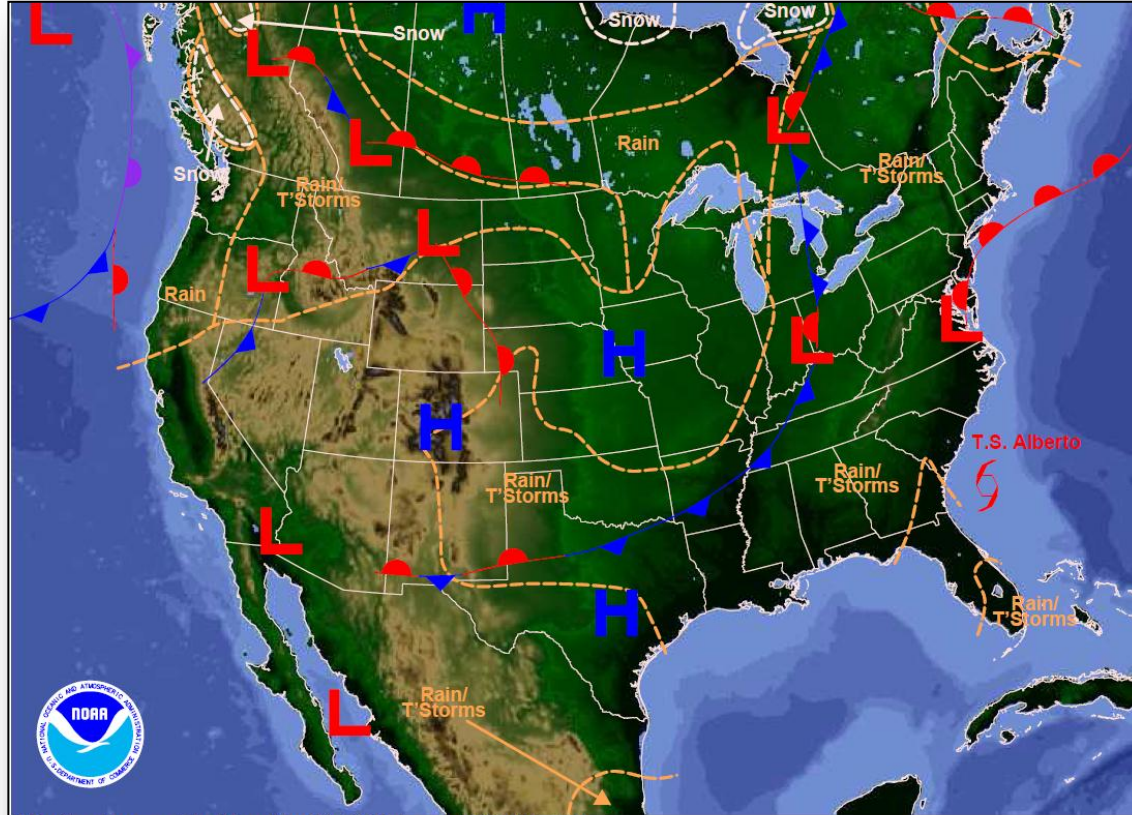 L
H
Snow
Snow
L
L
L
Rain
Snow
Rain/
T'Storms
Rain/
T'Storms
L
L
Rain
L
H
L
H
T.S. Alberto
Rain/
T'Storms
Rain/
T'Storms
L
H
Rain/
T'Storms
L
Rain/
T'Storms
NATIONAL OCEANIC AND ATMOSPHERIC ADMINISTRATION
NOAA
U.S. DEPARTMENT OF COMMERCE